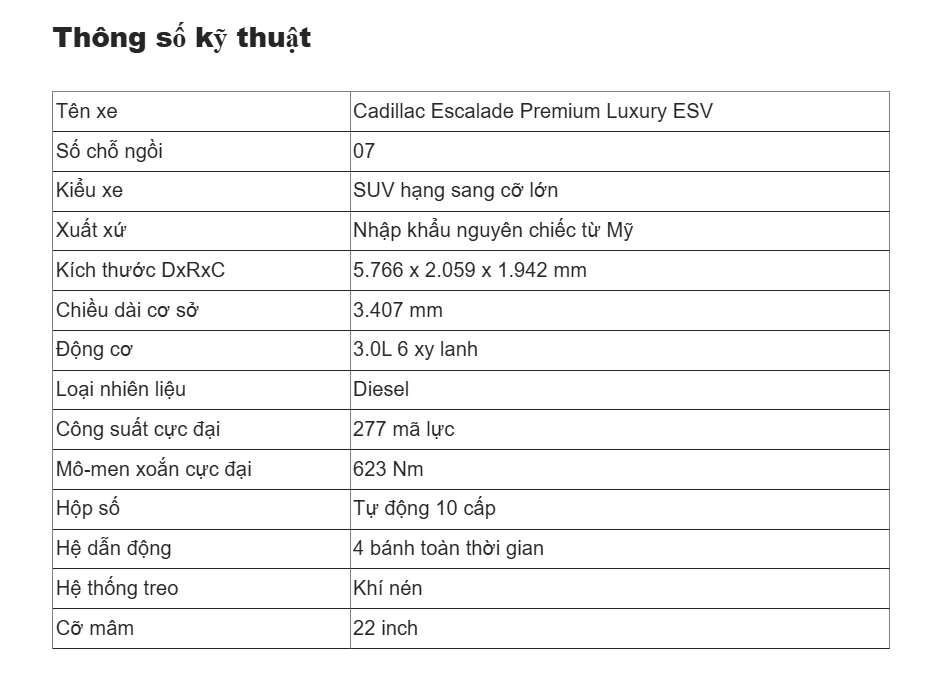 Thông số kỹ thuật
Tên xe Cadillac Escalade Premium Luxury ESV
Số chỗ ngồi 07
Kiểu xe SUV hạng sang cỡ lớn
Xuất xứ Nhập khẩu nguyên chiếc từ Mỹ
Kích thước DxRxC 5.766 x 2.059 x 1.942 mm
Chiều dài cơ sở 3.407 mm
Động cơ 3.0L 6 xy lanh
Loại nhiên liệu Diesel
Công suất cực đại 277 mã lực
Mô-men xoắn cực đại 623 Nm
Hộp số Tự động 10 cấp
Hệ dẫn động 4 bánh toàn thời gian
Hệ thống treo Khí nén
Cỡ mâm 22 inch